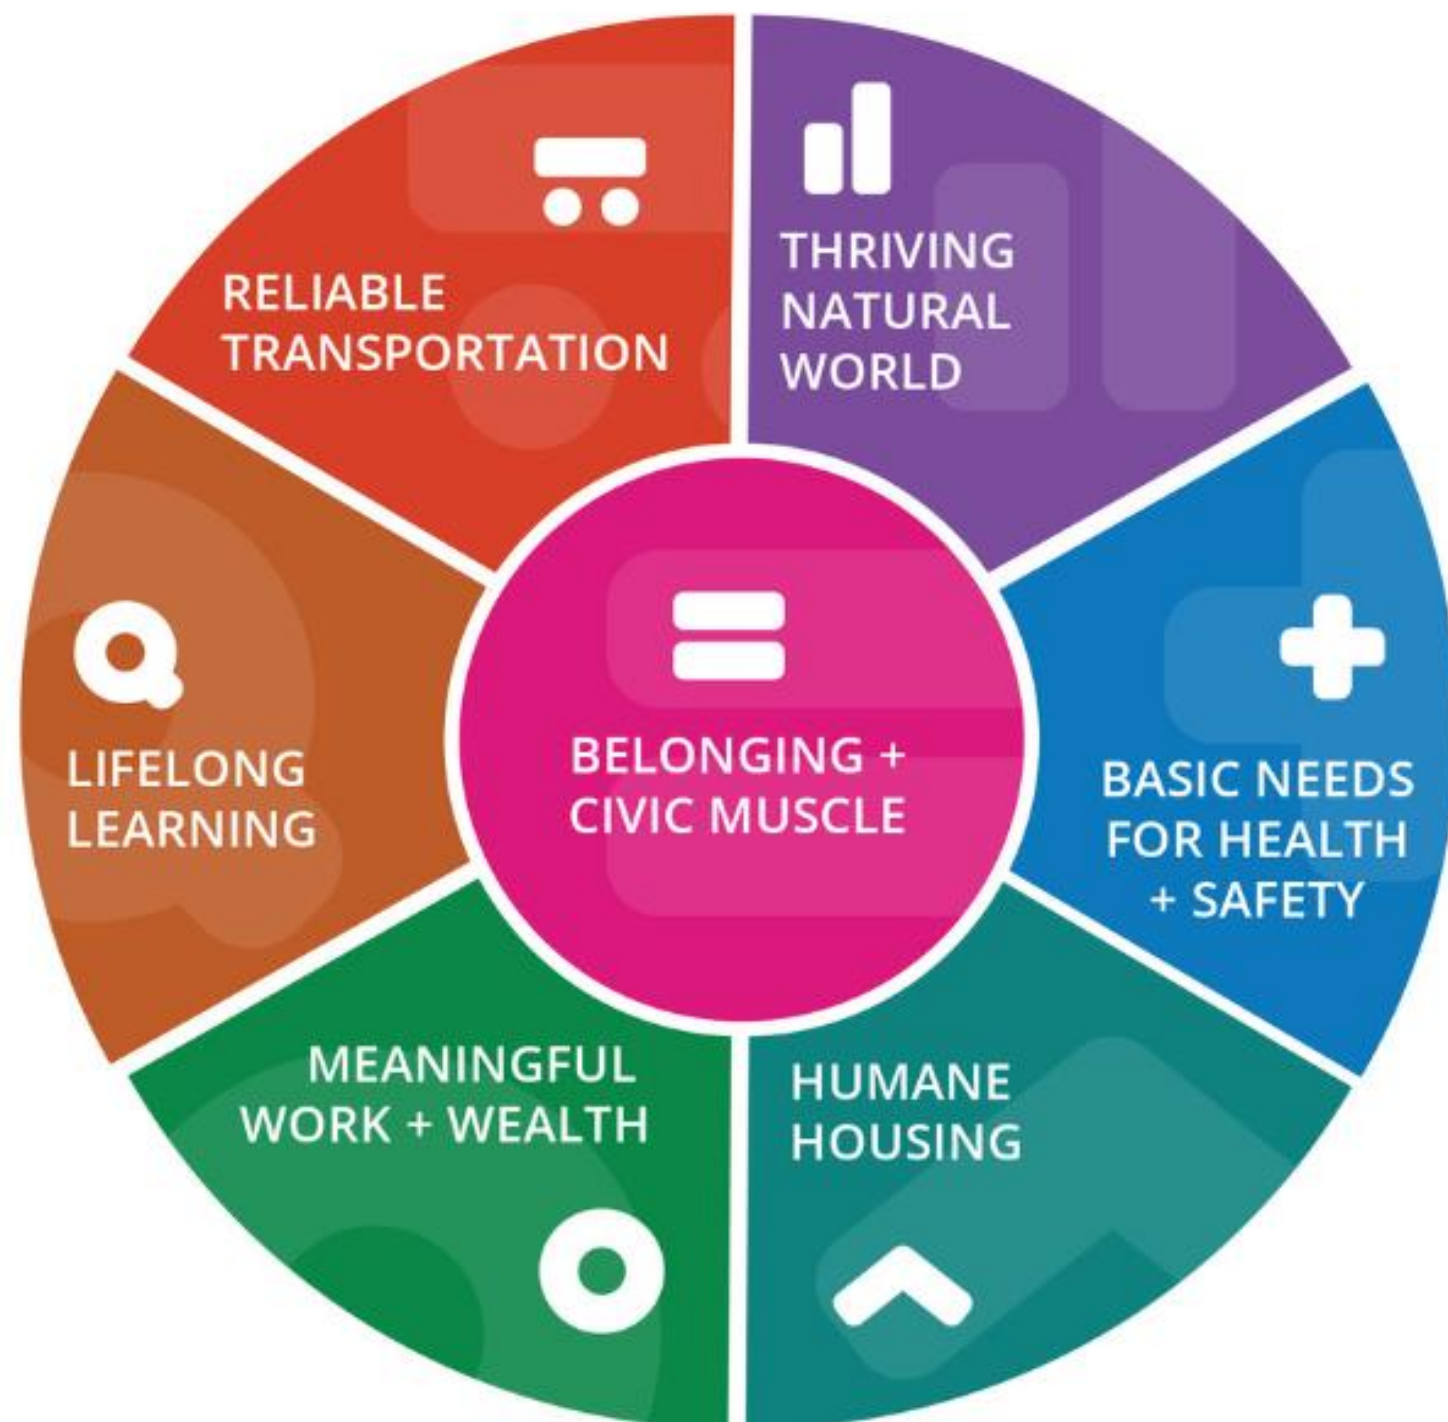 RELIABLE
TRANSPORTATION
THRIVING
NATURAL
WORLD
LIFELONG
LEARNING
BELONGING +
CIVIC MUSCLE
BASIC NEEDS
FOR HEALTH
+ SAFETY
MEANINGFUL
WORK + WEALTH
HUMANE
HOUSING